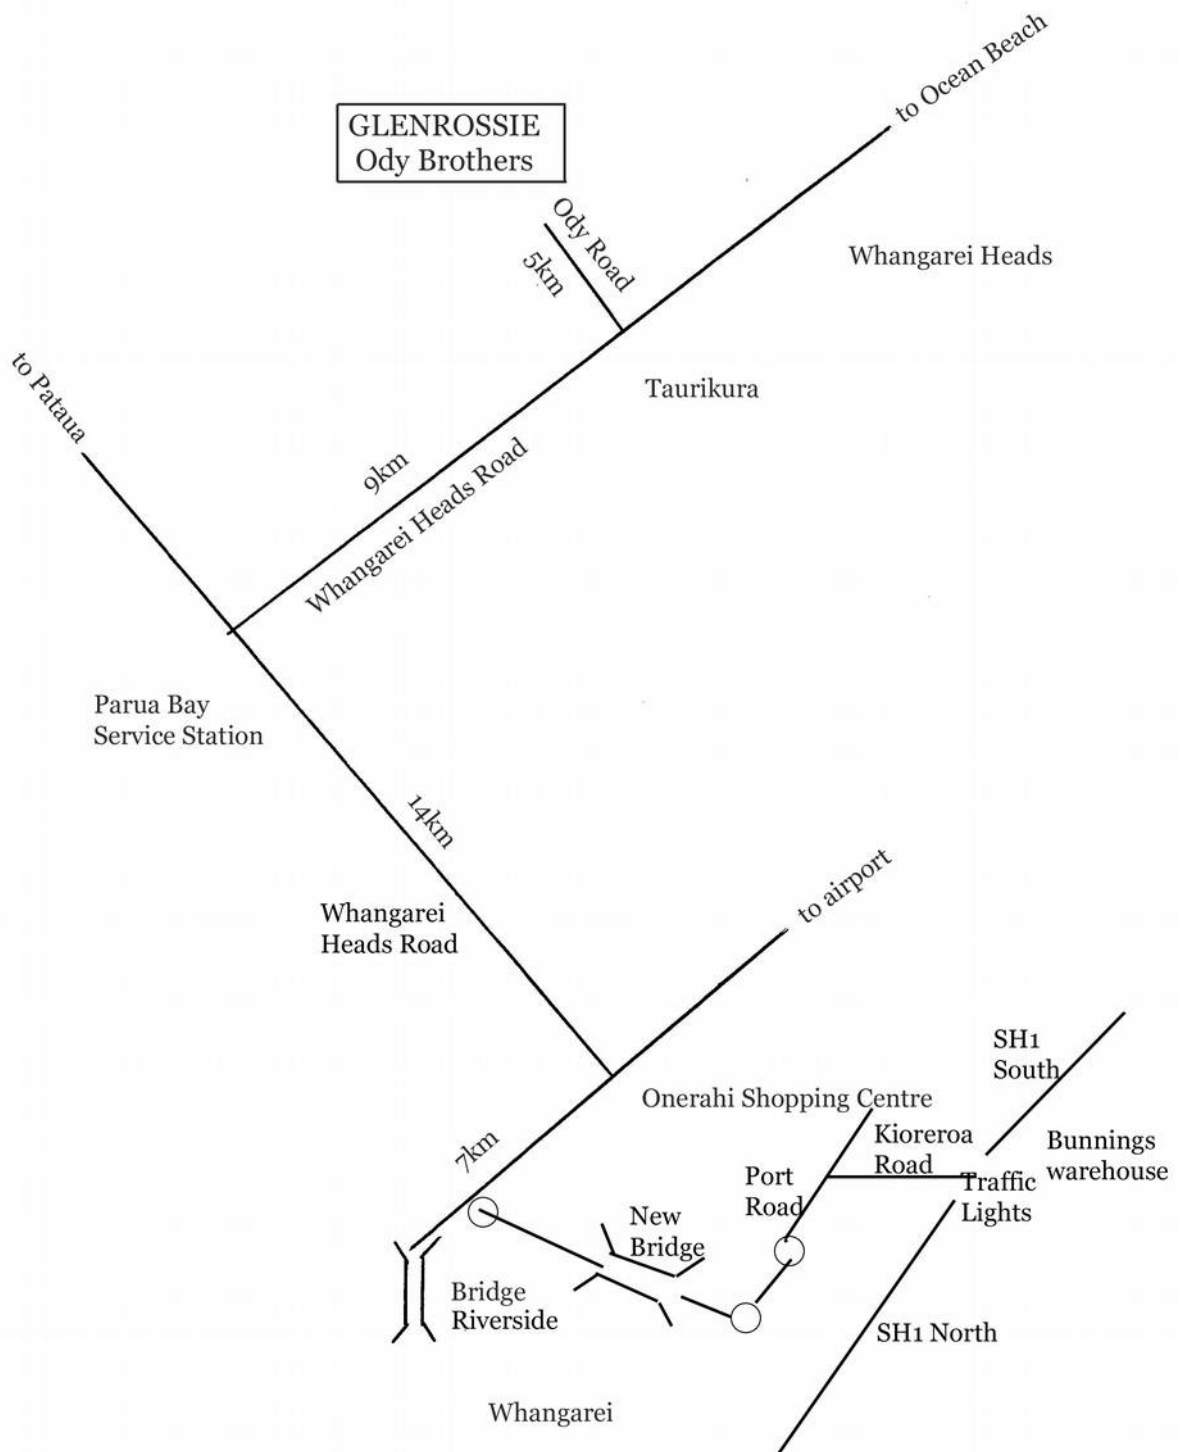 to Ocean Beach
GLENROSSIE
Ody Brothers
Ody Road
5km
Whangarei Heads
to Pataua
Taurikura
9km
Whangarei Heads Road
Parua Bay
Service Station
14km
Whangarei
Heads Road
to airport
SH1
South
Onerahi Shopping Centre
Kioreroa
Road
Bunnings
warehouse
7km
Port
Road
Traffic
Lights
New
Bridge
Bridge
Riverside
SH1 North
Whangarei